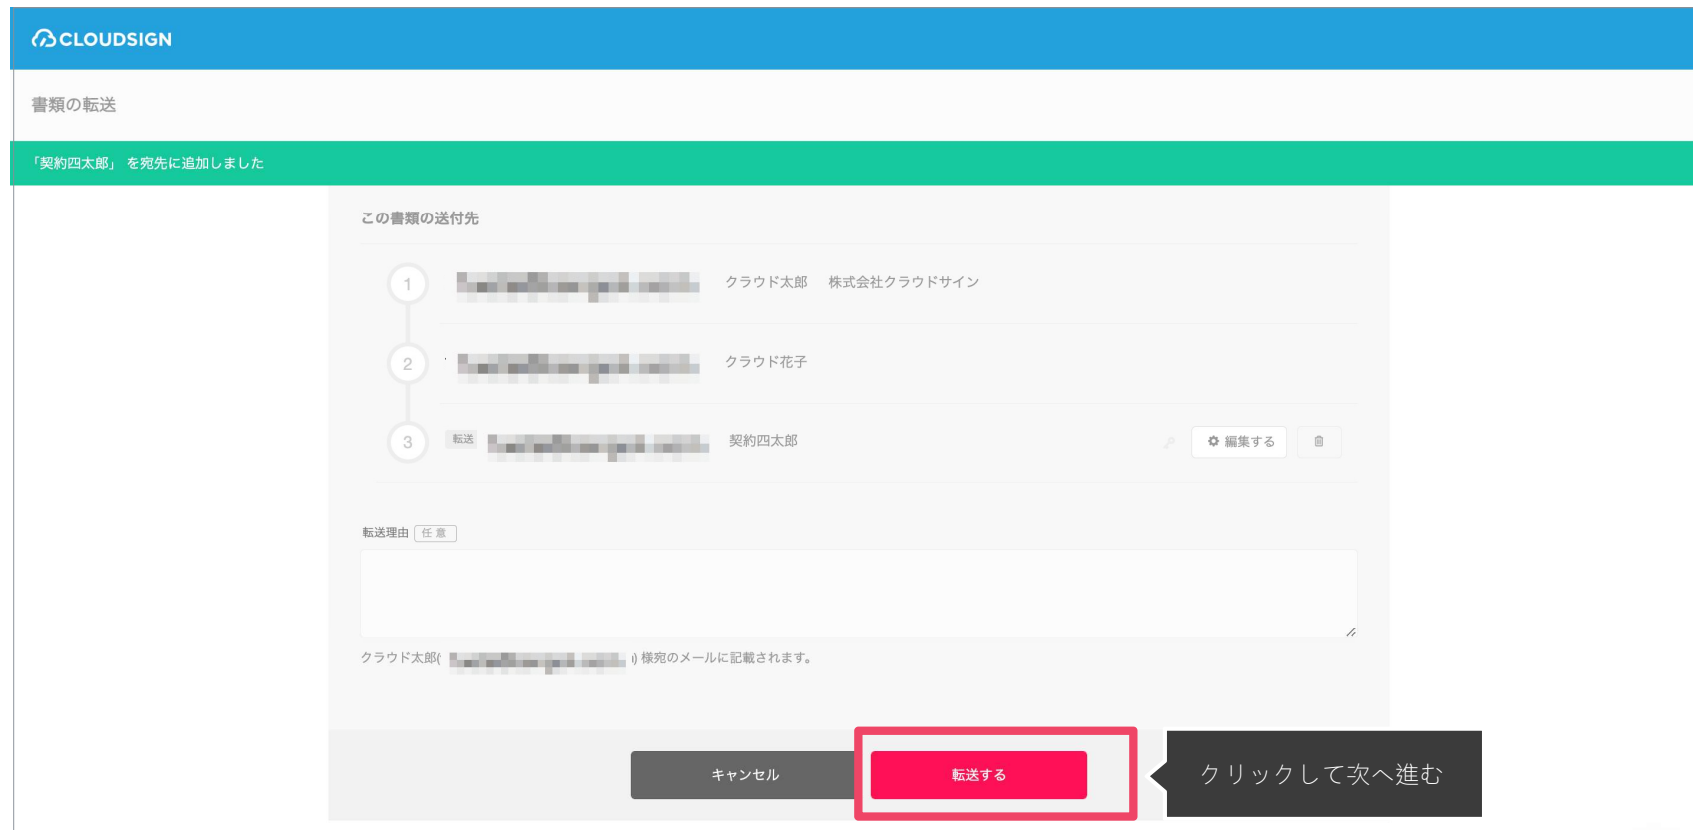 CLOUDSIGN
書類の転送
「契約四太郎」 を宛先に追加しました
この書類の送付先
1 クラウド太郎 株式会社クラウドサイン
2 クラウド花子
3 転送 契約四太郎 編集する
転送理由 任意
クラウド太郎( ) 様宛のメールに記載されます。
キャンセル 転送する クリックして次へ進む